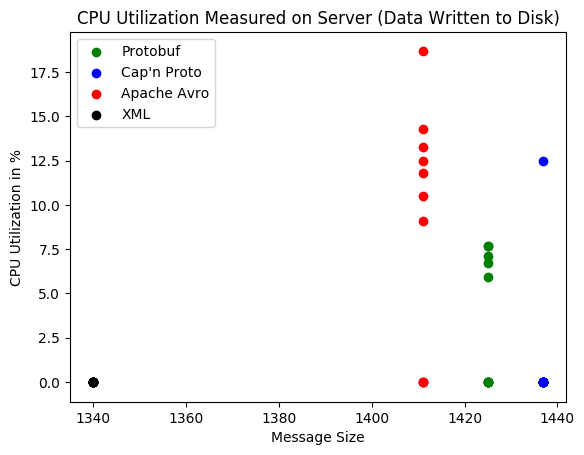 CPU Utilization Measured on Server (Data Written to Disk)
Protobuf
Cap'n Proto
Apache Avro
XML
CPU Utilization in %
17.5
15.0
12.5
10.0
7.5
5.0
2.5
0.0
1340 1360 1380 1400 1420 1440
Message Size